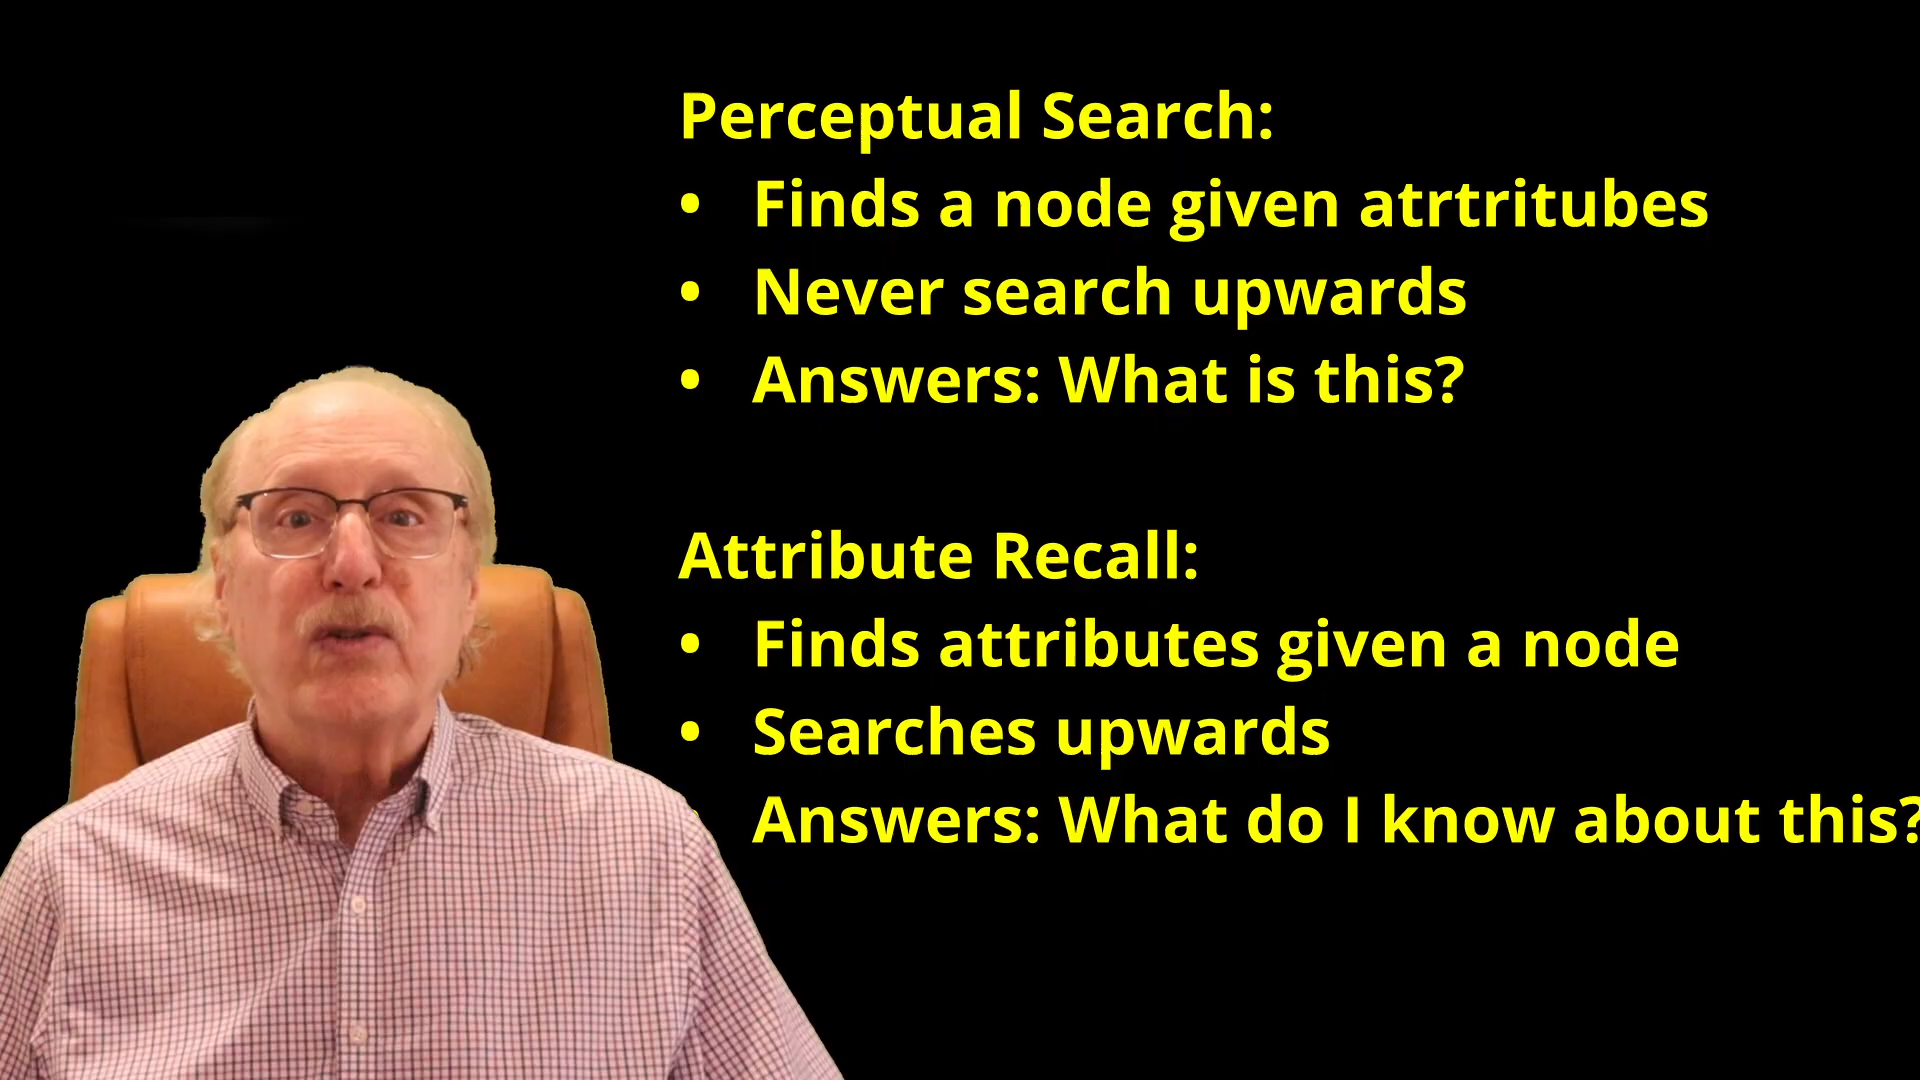 Perceptual Search:
• Finds a node given atrtritubes
• Never search upwards
• Answers: What is this?
Attribute Recall:
• Finds attributes given a node
• Searches upwards
Answers: What do I know about this?